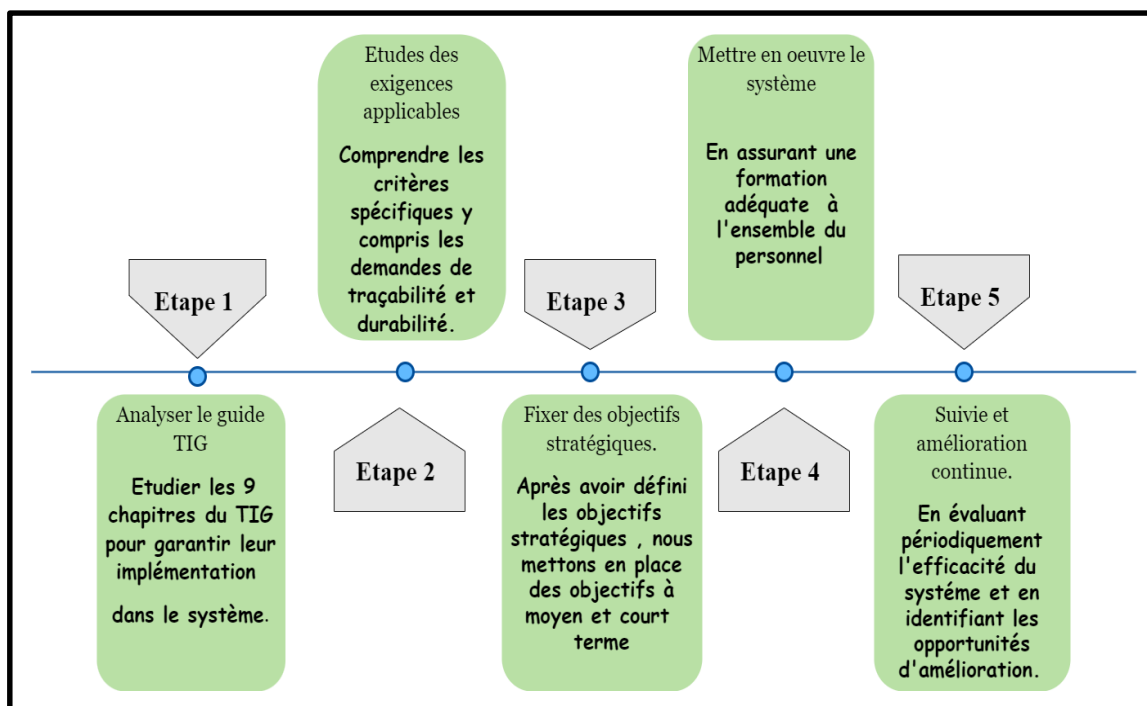 Etape 1
Analyser le guide
TIG
Etudier les 9
chapitres du TIG
pour garantir leur
implémentation
dans le système.
Etudes des
exigences
applicables
Comprendre les
critères
spécifiques y
compris les
demandes de
traçabilité et
durabilité.
Etape 2
Etape 3
Fixer des objectifs
stratégiques.
Après avoir défini
les objectifs
stratégiques , nous
mettons en place
des objectifs à
moyen et court
terme
Mettre en oeuvre le
système
En assurant une
formation
adéquate à
l'ensemble du
personnel
Etape 4
Etape 5
Suivie et
amélioration
continue.
En évaluant
périodiquement
l'efficacité du
systéme et en
identifiant les
opportunités
d'amélioration.